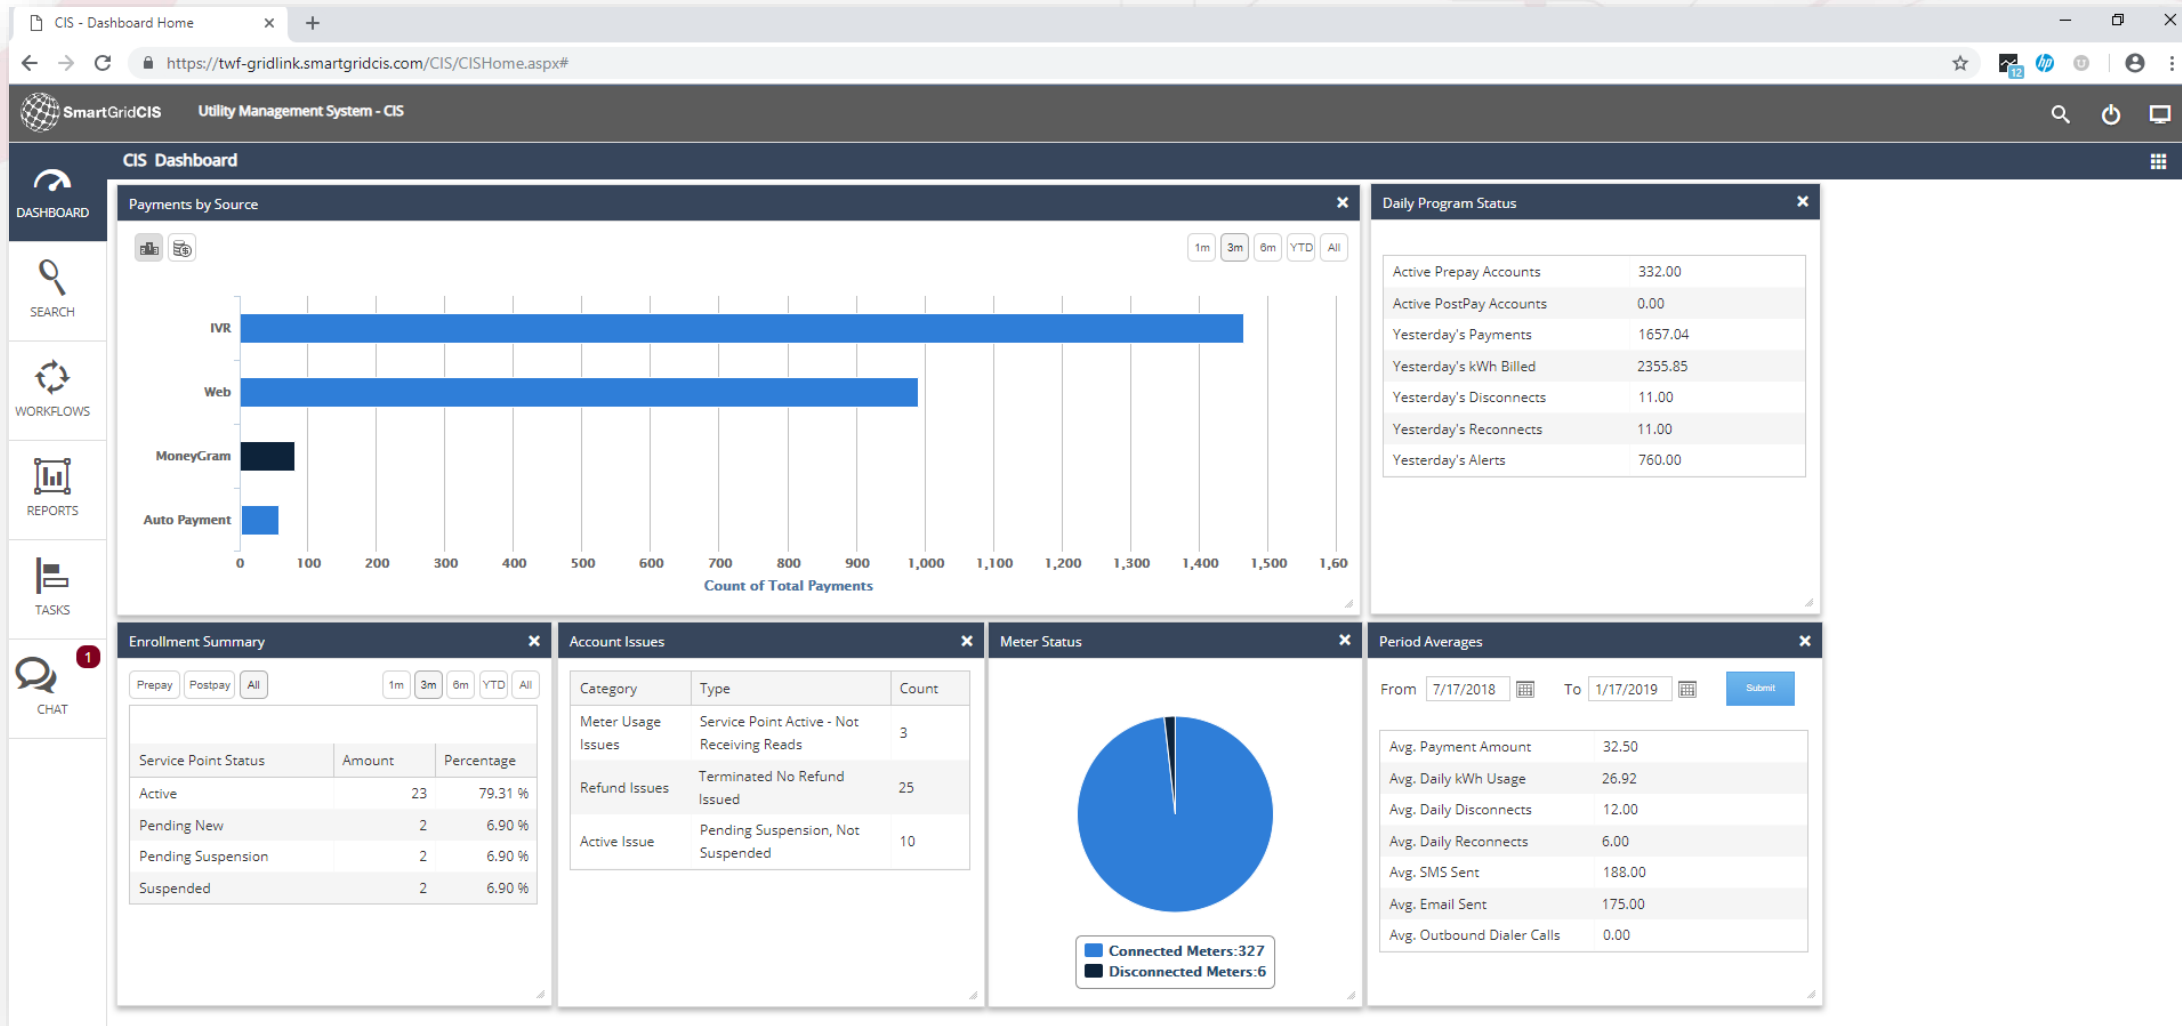 CIS - Dashboard Home
https://twf-gridlink.smartgridcis.com/CIS/CISHome.aspx#
12
hp
SmartGridCIS
Utility Management System - CIS
CIS Dashboard
DASHBOARD
SEARCH
WORKFLOWS
REPORTS
TASKS
1
CHAT
Payments by Source
1m 3m 6m YTD All
IVR
Web
MoneyGram
Auto Payment
0 100 200 300 400 500 600 700 800 900 1,000 1,100 1,200 1,300 1,400 1,500 1,60
Count of Total Payments
Daily Program Status
Active Prepay Accounts 332.00
Active PostPay Accounts 0.00
Yesterday's Payments 1657.04
Yesterday's kWh Billed 2355.85
Yesterday's Disconnects 11.00
Yesterday's Reconnects 11.00
Yesterday's Alerts 760.00
Enrollment Summary
Prepay Postpay All 1m 3m 6m YTD All
Service Point Status Amount Percentage
Active 23 79.31 %
Pending New 2 6.90 %
Pending Suspension 2 6.90 %
Suspended 2 6.90 %
Account Issues
Category Type Count
Meter Usage Issues Service Point Active - Not Receiving Reads 3
Refund Issues Terminated No Refund Issued 25
Active Issue Pending Suspension, Not Suspended 10
Meter Status
Connected Meters:327
Disconnected Meters:6
Period Averages
From 7/17/2018 To 1/17/2019 Submit
Avg. Payment Amount 32.50
Avg. Daily kWh Usage 26.92
Avg. Daily Disconnects 12.00
Avg. Daily Reconnects 6.00
Avg. SMS Sent 188.00
Avg. Email Sent 175.00
Avg. Outbound Dialer Calls 0.00